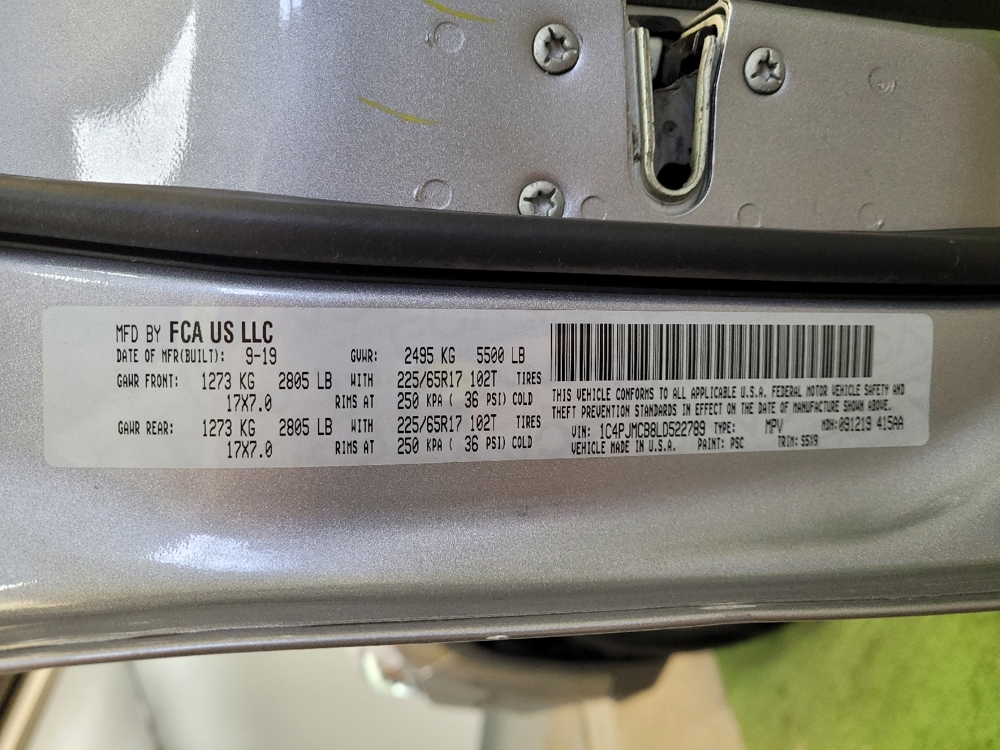 MFD BY FCA US LLC
DATE OF MFR(BUILT): 9-19 GVWR: 2495 KG 5500 LB
GAWR FRONT: 1273 KG 2805 LB WITH 225/65R17 102T TIRES
17X7.0 RIMS AT 250 KPA ( 36 PSI) COLD
GAWR REAR: 1273 KG 2805 LB WITH 225/65R17 102T TIRES
17X7.0 RIMS AT 250 KPA ( 36 PSI) COLD
THIS VEHICLE CONFORMS TO ALL APPLICABLE U.S.A. FEDERAL MOTOR VEHICLE SAFETY AND
THEFT PREVENTION STANDARDS IN EFFECT ON THE DATE OF MANUFACTURE SHOWN ABOVE.
VIN: 1C4PJMCB8LD522789 TYPE: MPV MDH: 091219 415AA
VEHICLE MADE IN U.S.A. PAINT: PSC TRIM: S5X9